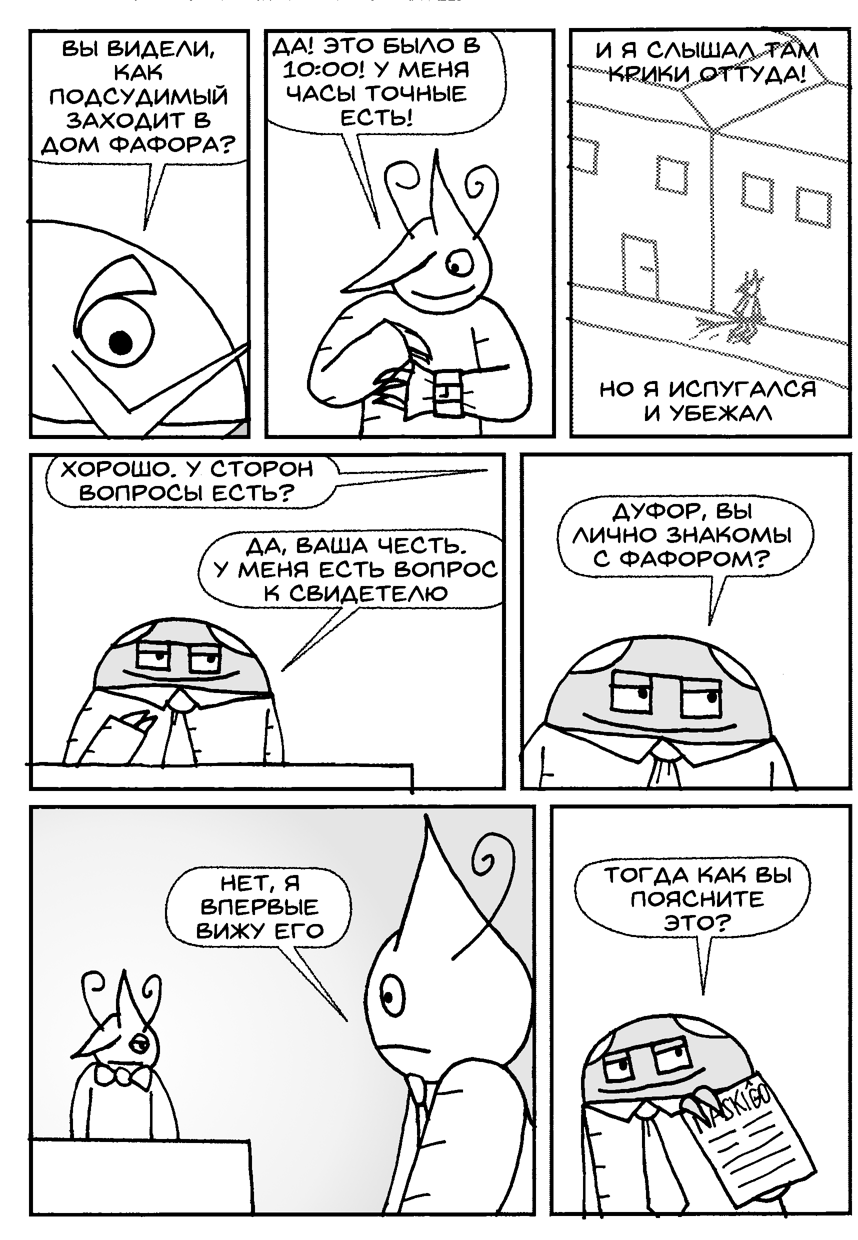 ВЫ ВИДЕЛИ,
КАК
ПОДСУДИМЫЙ
ЗАХОДИТ В
ДОМ ФАФОРА?
ДА! ЭТО БЫЛО В
10:00! У МЕНЯ
ЧАСЫ ТОЧНЫЕ
ЕСТЬ!
И Я СЛЫШАЛ ТАМ
КРИКИ ОТТУДА!
НО Я ИСПУГАЛСЯ
И УБЕЖАЛ
ХОРОШО. У СТОРОН
ВОПРОСЫ ЕСТЬ?
ДА, ВАША ЧЕСТЬ.
У МЕНЯ ЕСТЬ ВОПРОС
К СВИДЕТЕЛЮ
ДУФОР, ВЫ
ЛИЧНО ЗНАКОМЫ
С ФАФОРОМ?
НЕТ, Я
ВПЕРВЫЕ
ВИЖУ ЕГО
ТОГДА КАК ВЫ
ПОЯСНИТЕ
ЭТО?
NASKIĜO